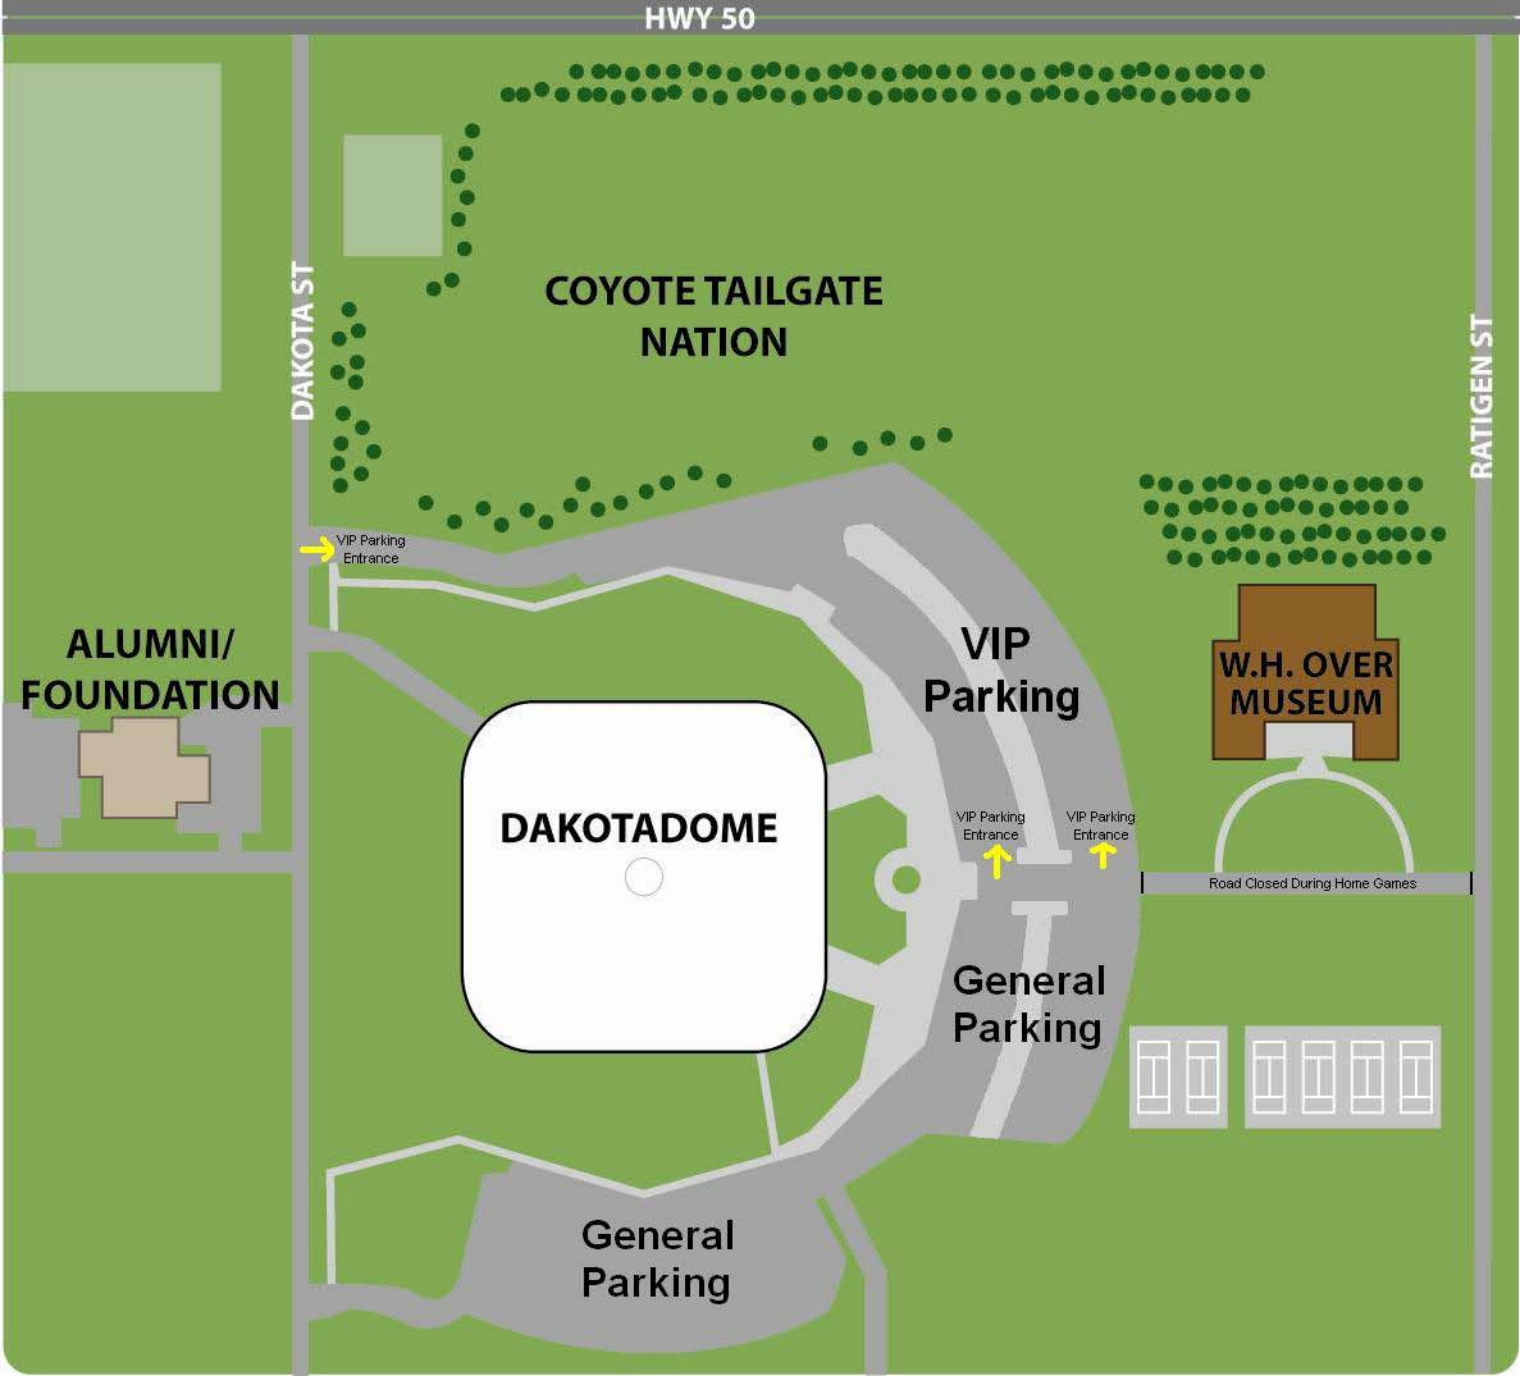 HWY 50
COYOTE TAILGATE
NATION
DAKOTA ST
RATIGEN ST
VIP Parking
Entrance
ALUMNI/
FOUNDATION
VIP
Parking
W.H. OVER
MUSEUM
DAKOTADOME
VIP Parking
Entrance
VIP Parking
Entrance
Road Closed During Home Games
General
Parking
General
Parking